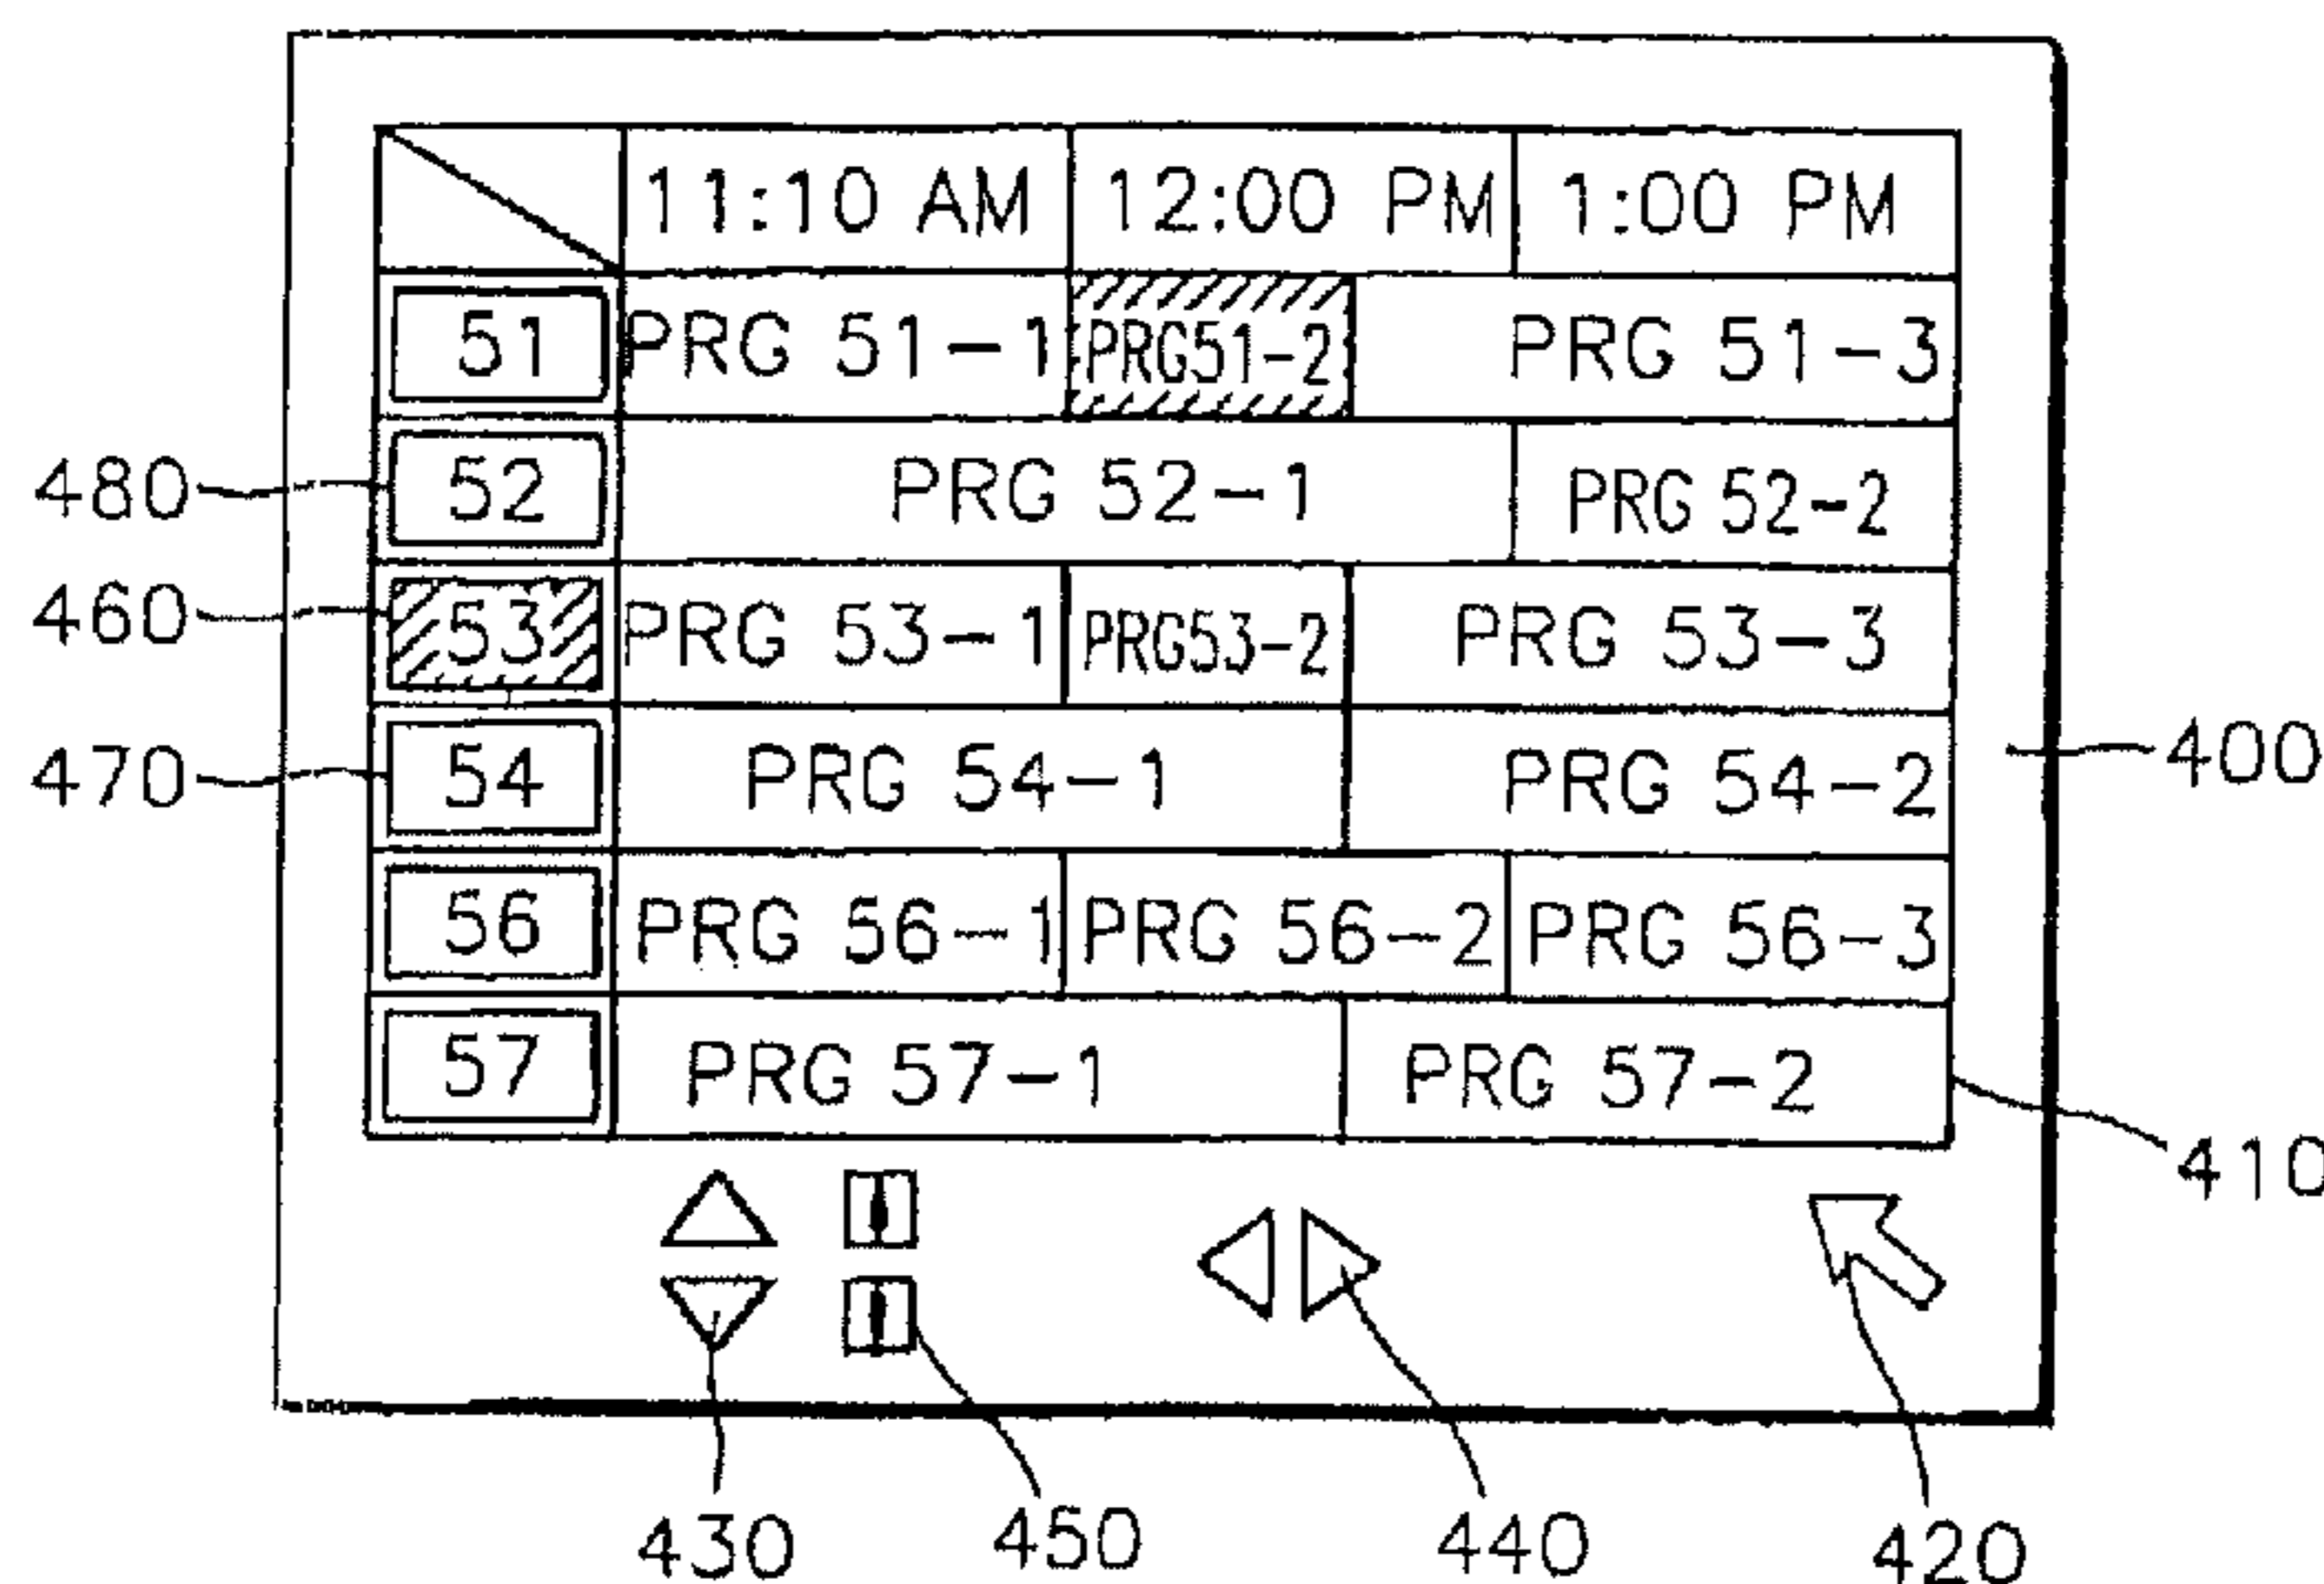 11:10 AM 12:00 PM 1:00 PM
51 PRG 51-1 PRG51-2 PRG 51-3
480 52 PRG 52-1 PRG 52-2
460 53 PRG 53-1 PRG53-2 PRG 53-3
470 54 PRG 54-1 PRG 54-2 400
56 PRG 56-1 PRG 56-2 PRG 56-3
57 PRG 57-1 PRG 57-2
410
430 450 440 420